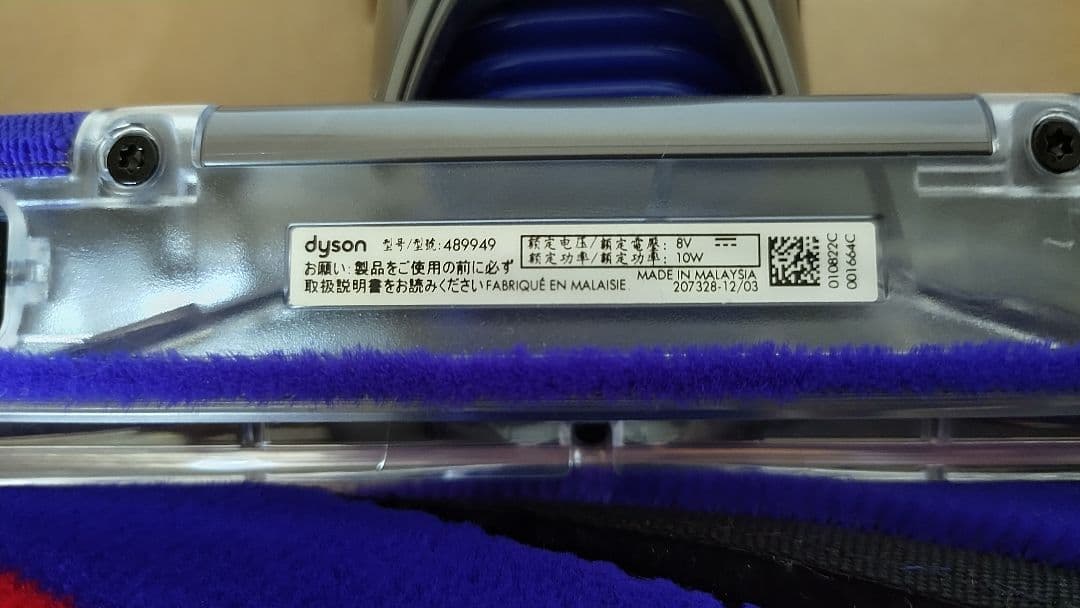 dyson 型号/型號:489949
额定电压/額定電壓: 8V ⎓
额定功率/額定功率: 10W
お願い:製品をご使用の前に必ず
取扱説明書をお読みください FABRIQUÉ EN MALAISIE
MADE IN MALAYSIA
207328-12/03
010822C
001664C